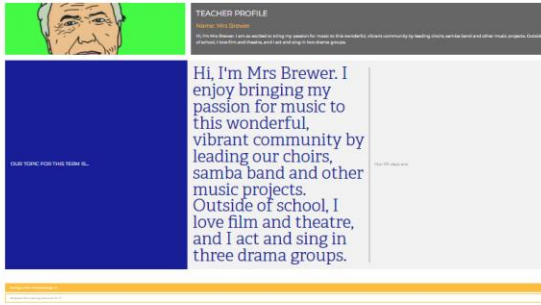 TEACHER PROFILE
Name: Mrs Brewer
Hi, I'm Mrs Brewer. I am so excited to bring my passion for music to this wonderful, vibrant community by leading choirs, samba band and other music projects. Outside
of school, I love film and theatre, and I act and sing in two drama groups.
Hi, I'm Mrs Brewer. I
enjoy bringing my
passion for music to
this wonderful,
vibrant community by
leading our choirs,
samba band and other
music projects.
Outside of school, I
love film and theatre,
and I act and sing in
three drama groups.
OUR TOPIC FOR THIS TERM IS...
Our PE days are: